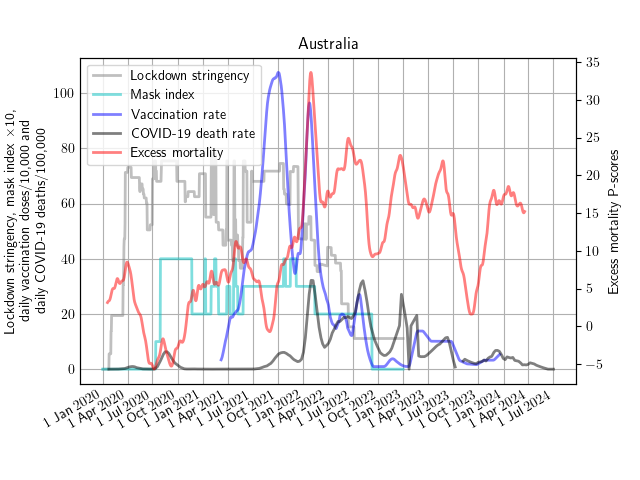 Australia
Lockdown stringency
Mask index
Vaccination rate
COVID-19 death rate
Excess mortality
Lockdown stringency, mask index ×10,
daily vaccination doses/10,000 and
daily COVID-19 deaths/100,000
100
80
60
40
20
0
35
30
25
20
15
10
5
0
−5
Excess mortality P-scores
1 Jan 2020
1 Apr 2020
1 Jul 2020
1 Oct 2020
1 Jan 2021
1 Apr 2021
1 Jul 2021
1 Oct 2021
1 Jan 2022
1 Apr 2022
1 Jul 2022
1 Oct 2022
1 Jan 2023
1 Apr 2023
1 Jul 2023
1 Oct 2023
1 Jan 2024
1 Apr 2024
1 Jul 2024